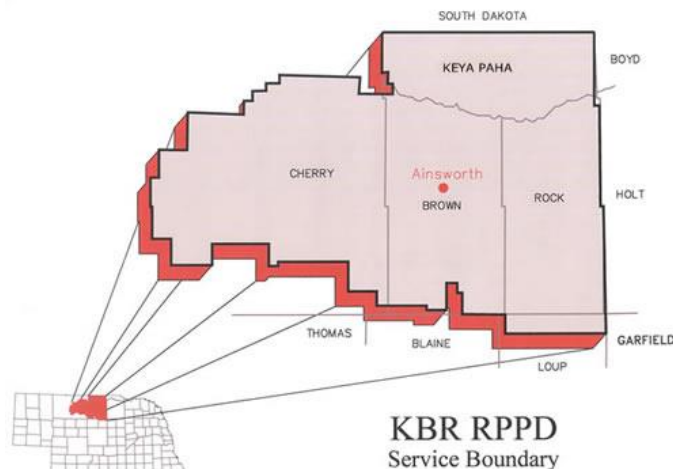 SOUTH DAKOTA
KEYA PAHA
BOYD
CHERRY
Ainsworth
BROWN
ROCK
HOLT
THOMAS
BLAINE
GARFIELD
LOUP
KBR RPPD
Service Boundary